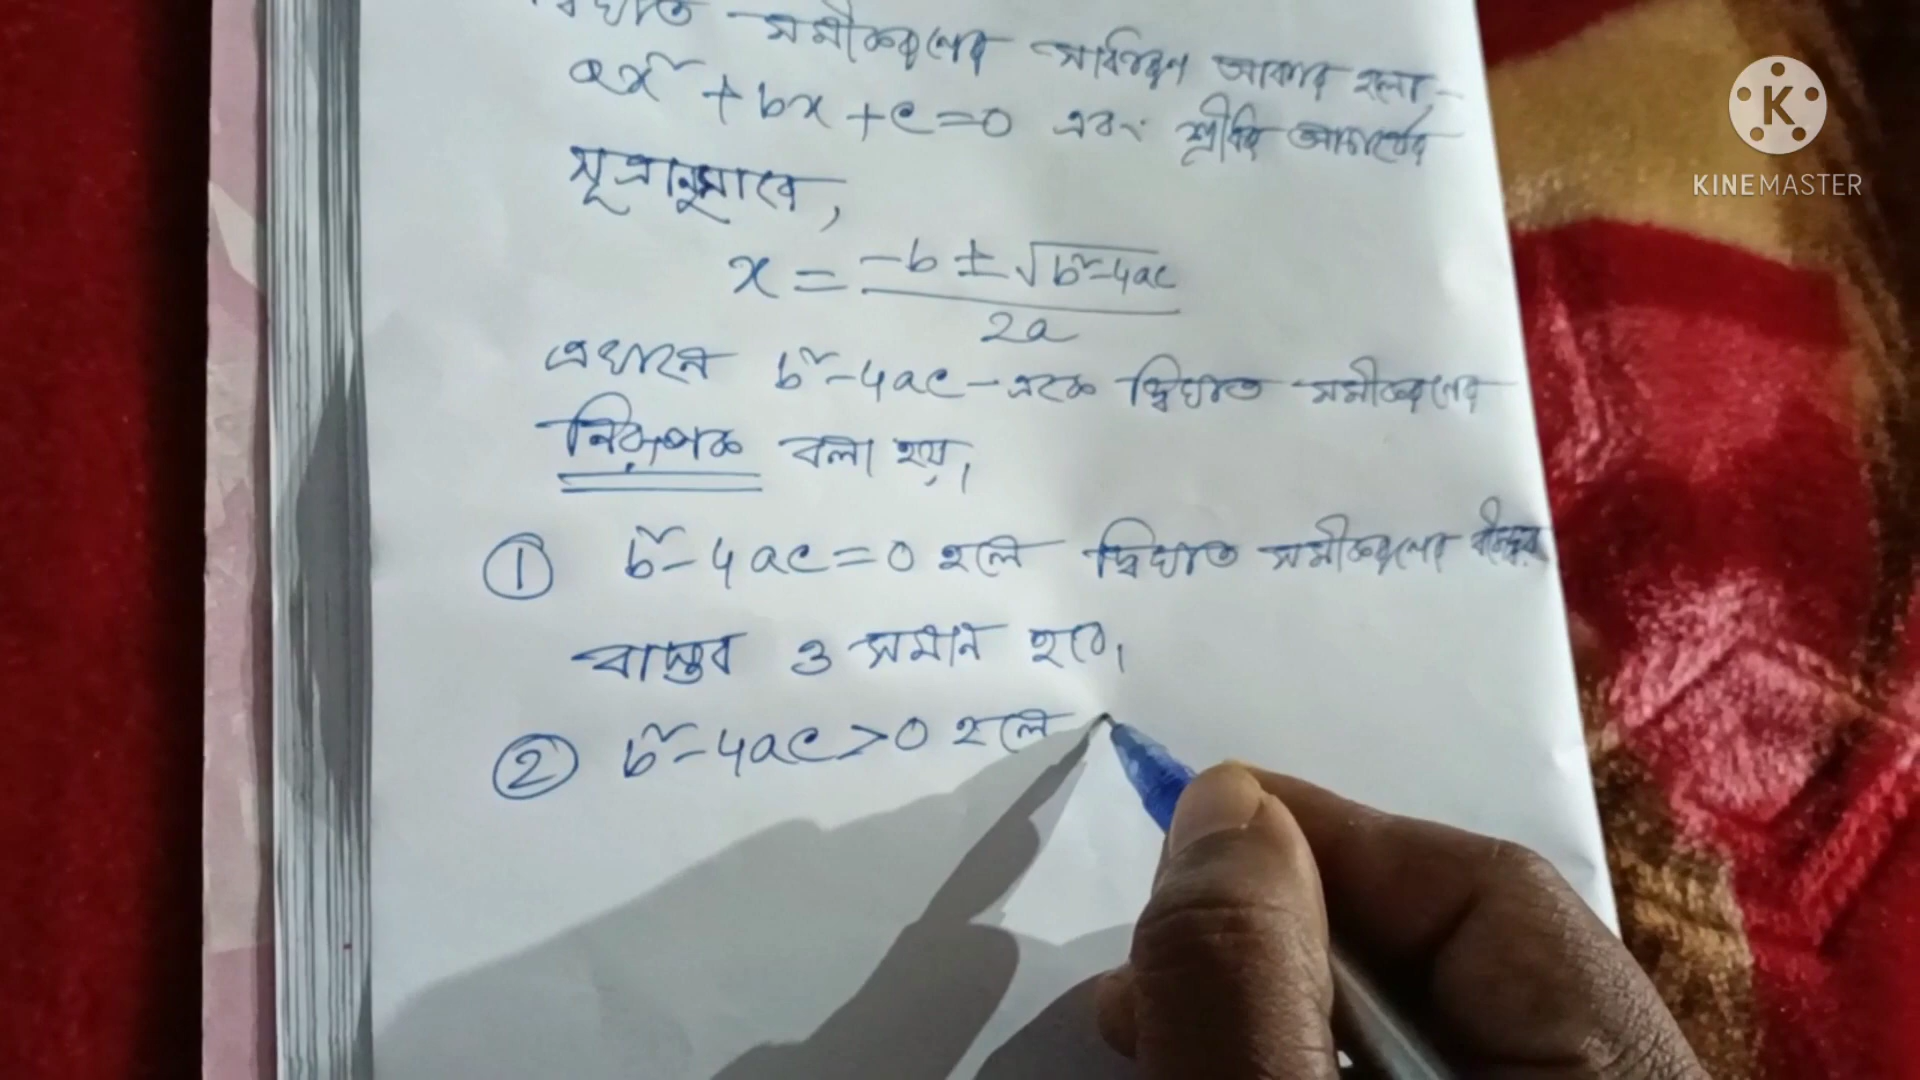 দ্বিঘাত সমীকরণের সাধারণ আকার হলো,-
ax² + bx + c = 0 এবং শ্রীধর আচার্যের
সূত্রানুসারে,
x = \frac{-b ± √(b² - 4ac)}{2a}
এখানে b² - 4ac - একে দ্বিঘাত সমীকরণের
নিরূপক বলা হয়।
① b² - 4ac = 0 হলে দ্বিঘাত সমীকরণের বীজদ্বয়
বাস্তব ও সমান হবে।
② b² - 4ac > 0 হলে
K
KINEMASTER